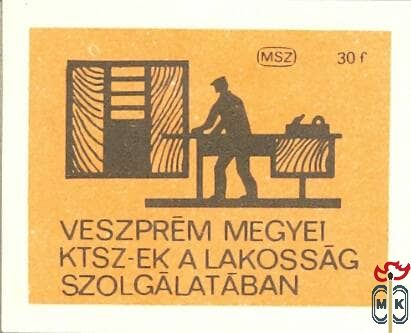 MSZ 30 f
VESZPRÉM MEGYEI
KTSZ-EK A LAKOSSÁG
SZOLGÁLATÁBAN
M K